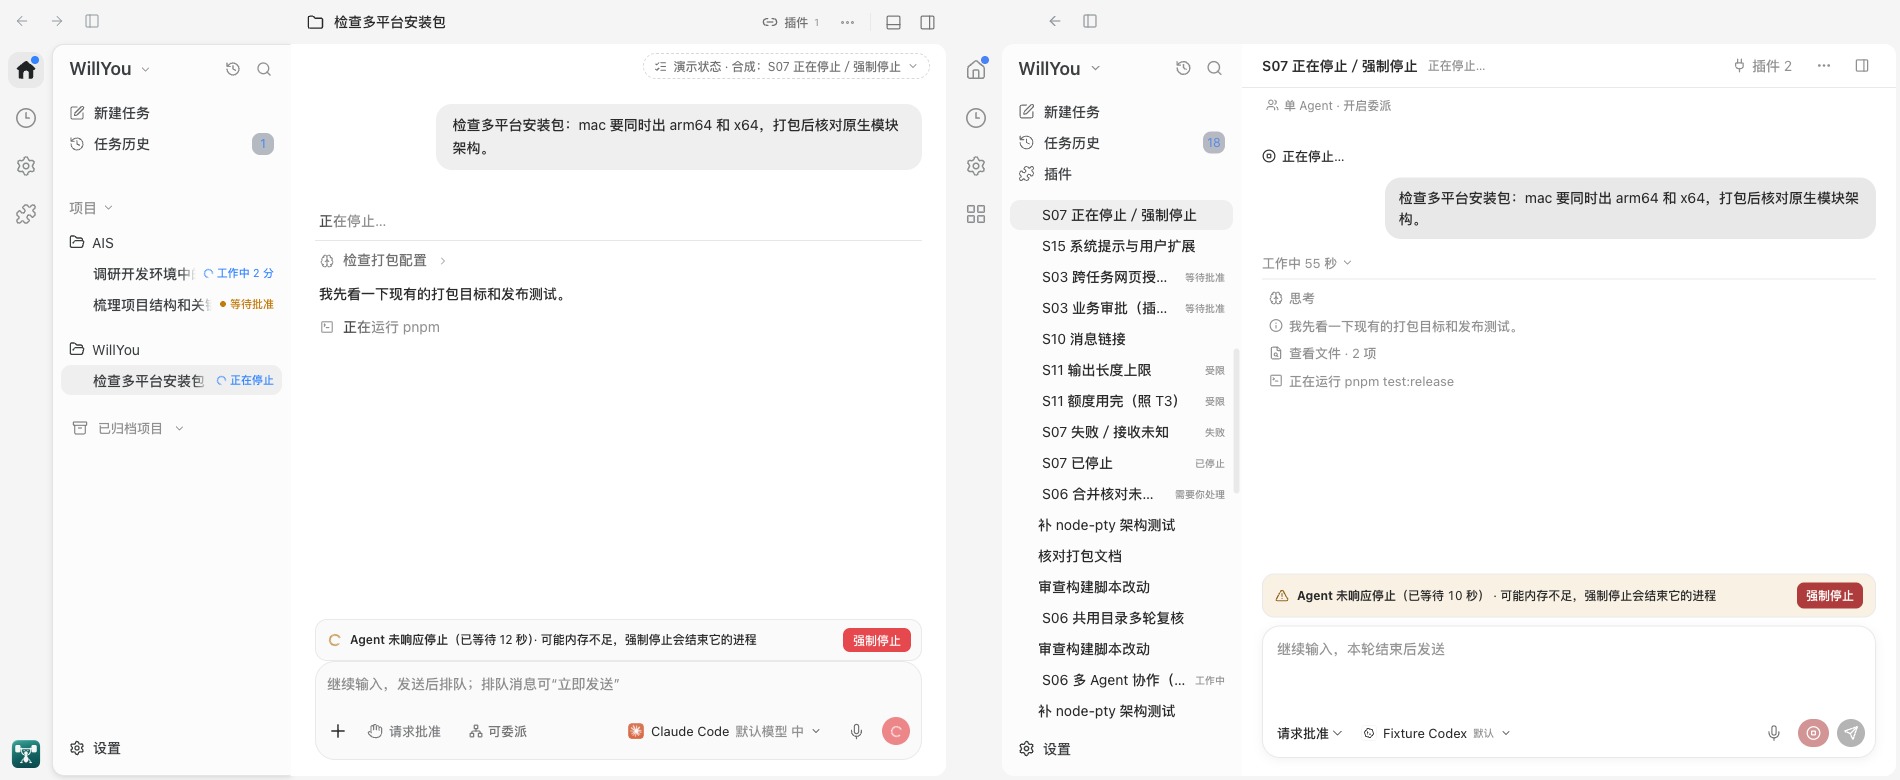 检查多平台安装包
插件 1
WillYou
新建任务
任务历史
1
项目
AIS
调研开发环境中
工作中 2 分
梳理项目结构和关
等待批准
WillYou
检查多平台安装包
正在停止
已归档项目
设置
演示状态 · 合成：S07 正在停止 / 强制停止
检查多平台安装包：mac 要同时出 arm64 和 x64，打包后核对原生模块
架构。
正在停止...
检查打包配置
我先看一下现有的打包目标和发布测试。
正在运行 pnpm
Agent 未响应停止（已等待 12 秒）· 可能内存不足，强制停止会结束它的进程
强制停止
继续输入，发送后排队；排队消息可“立即发送”
请求批准
可委派
Claude Code 默认模型 中
WillYou
新建任务
任务历史
18
插件
S07 正在停止 / 强制停止
S15 系统提示与用户扩展
S03 跨任务网页授... 等待批准
S03 业务审批（插... 等待批准
S10 消息链接
S11 输出长度上限 受限
S11 额度用完（照 T3） 受限
S07 失败 / 接收未知 失败
S07 已停止 已停止
S06 合并核对未... 需要你处理
补 node-pty 架构测试
核对打包文档
审查构建脚本改动
S06 共用目录多轮复核
审查构建脚本改动
S06 多 Agent 协作（... 工作中
补 node-pty 架构测试
设置
S07 正在停止 / 强制停止 正在停止...
插件 2
单 Agent · 开启委派
正在停止...
检查多平台安装包：mac 要同时出 arm64 和 x64，打包后核对原生模块架
构。
工作中 55 秒
思考
我先看一下现有的打包目标和发布测试。
查看文件 · 2 项
正在运行 pnpm test:release
Agent 未响应停止（已等待 10 秒） · 可能内存不足，强制停止会结束它的进程
强制停止
继续输入，本轮结束后发送
请求批准
Fixture Codex 默认